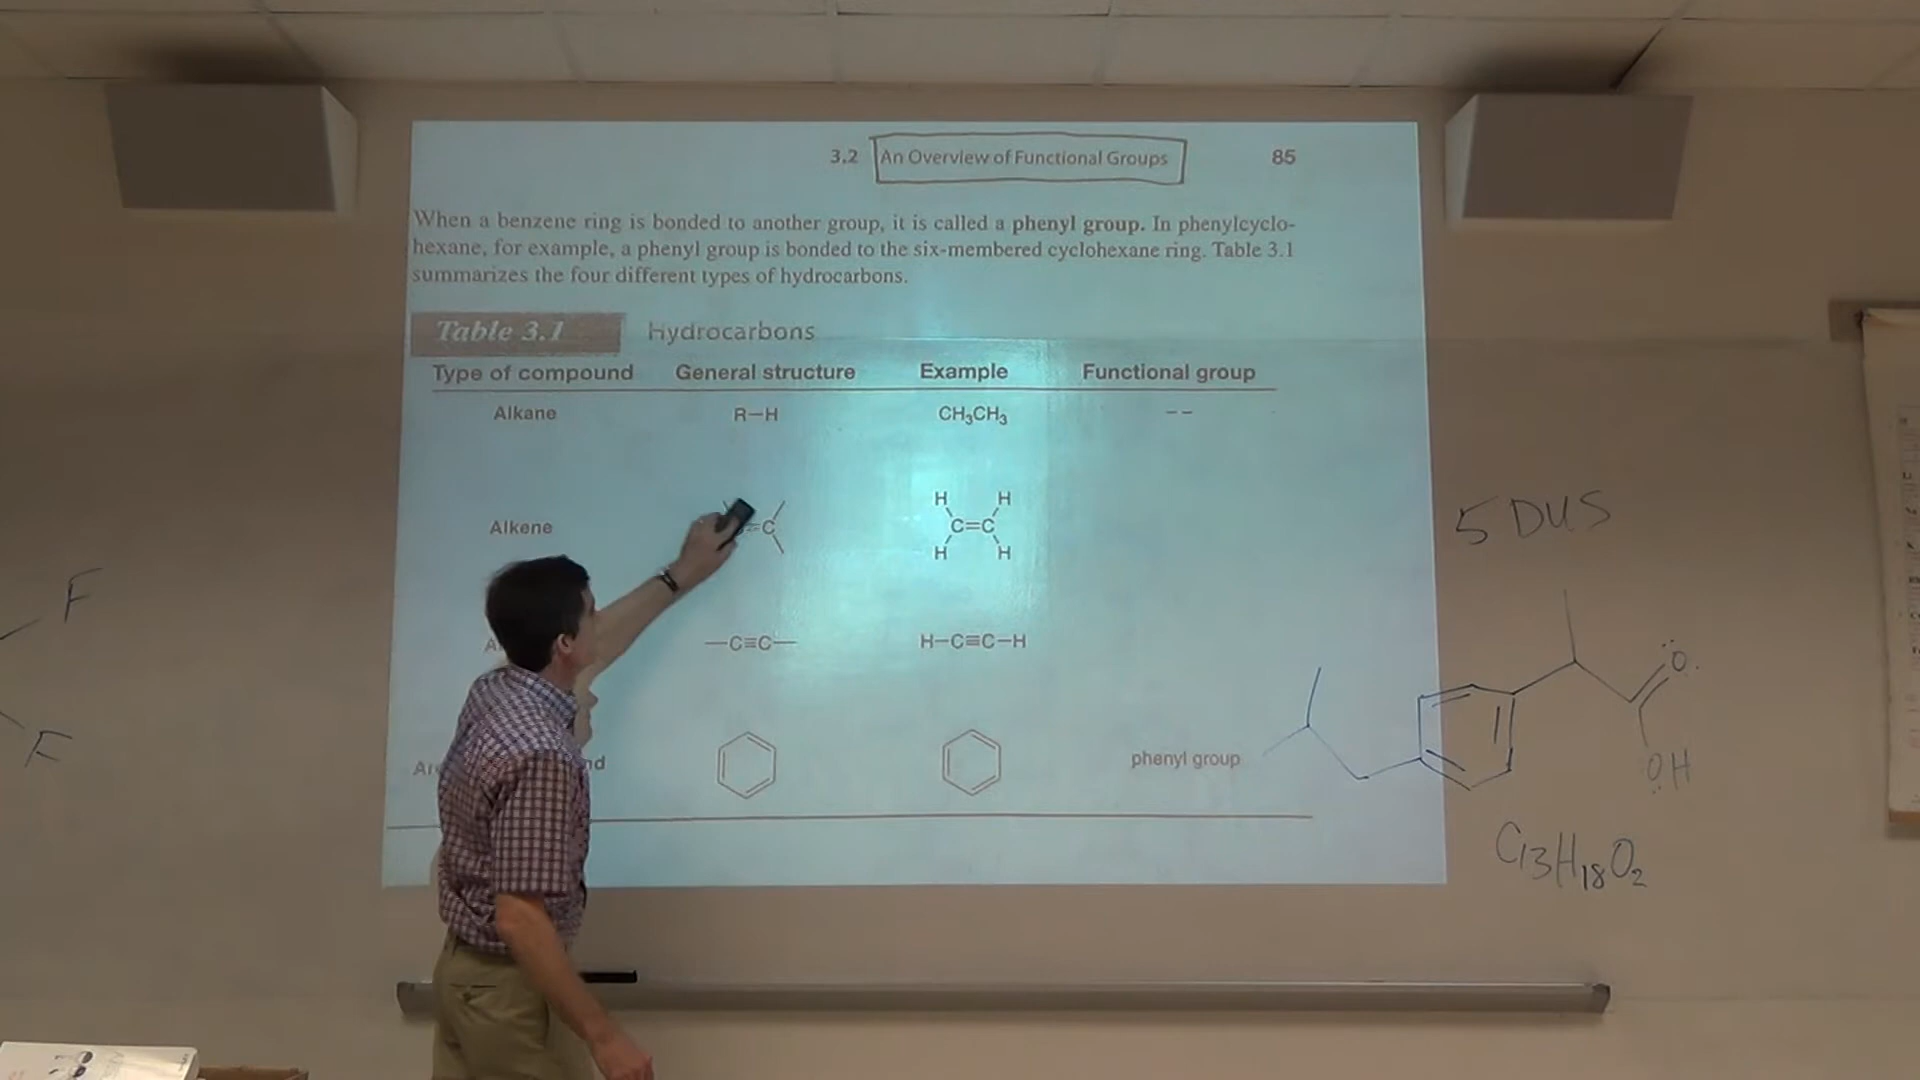 3.2 An Overview of Functional Groups 85
When a benzene ring is bonded to another group, it is called a phenyl group. In phenylcyclo-
hexane, for example, a phenyl group is bonded to the six-membered cyclohexane ring. Table 3.1
summarizes the four different types of hydrocarbons.
Table 3.1 Hydrocarbons
Type of compound General structure Example Functional group
Alkane R—H CH₃CH₃ --
H H
Alkene =C C=C
H H
—C≡C— H—C≡C—H
phenyl group
5 DUS
F
F
O
OH
C₁₃H₁₈O₂